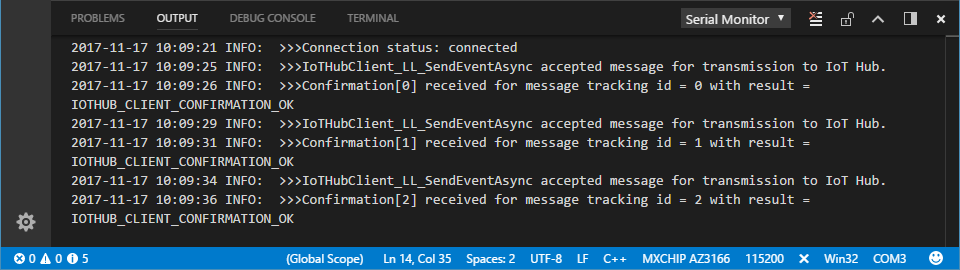 PROBLEMS OUTPUT DEBUG CONSOLE TERMINAL Serial Monitor
2017-11-17 10:09:21 INFO:  >>>Connection status: connected
2017-11-17 10:09:25 INFO:  >>>IoTHubClient_LL_SendEventAsync accepted message for transmission to IoT Hub.
2017-11-17 10:09:26 INFO:  >>>Confirmation[0] received for message tracking id = 0 with result =
IOTHUB_CLIENT_CONFIRMATION_OK
2017-11-17 10:09:29 INFO:  >>>IoTHubClient_LL_SendEventAsync accepted message for transmission to IoT Hub.
2017-11-17 10:09:31 INFO:  >>>Confirmation[1] received for message tracking id = 1 with result =
IOTHUB_CLIENT_CONFIRMATION_OK
2017-11-17 10:09:34 INFO:  >>>IoTHubClient_LL_SendEventAsync accepted message for transmission to IoT Hub.
2017-11-17 10:09:36 INFO:  >>>Confirmation[2] received for message tracking id = 2 with result =
IOTHUB_CLIENT_CONFIRMATION_OK
0 0 5 (Global Scope) Ln 14, Col 35 Spaces: 2 UTF-8 LF C++ MXCHIP AZ3166 115200 Win32 COM3